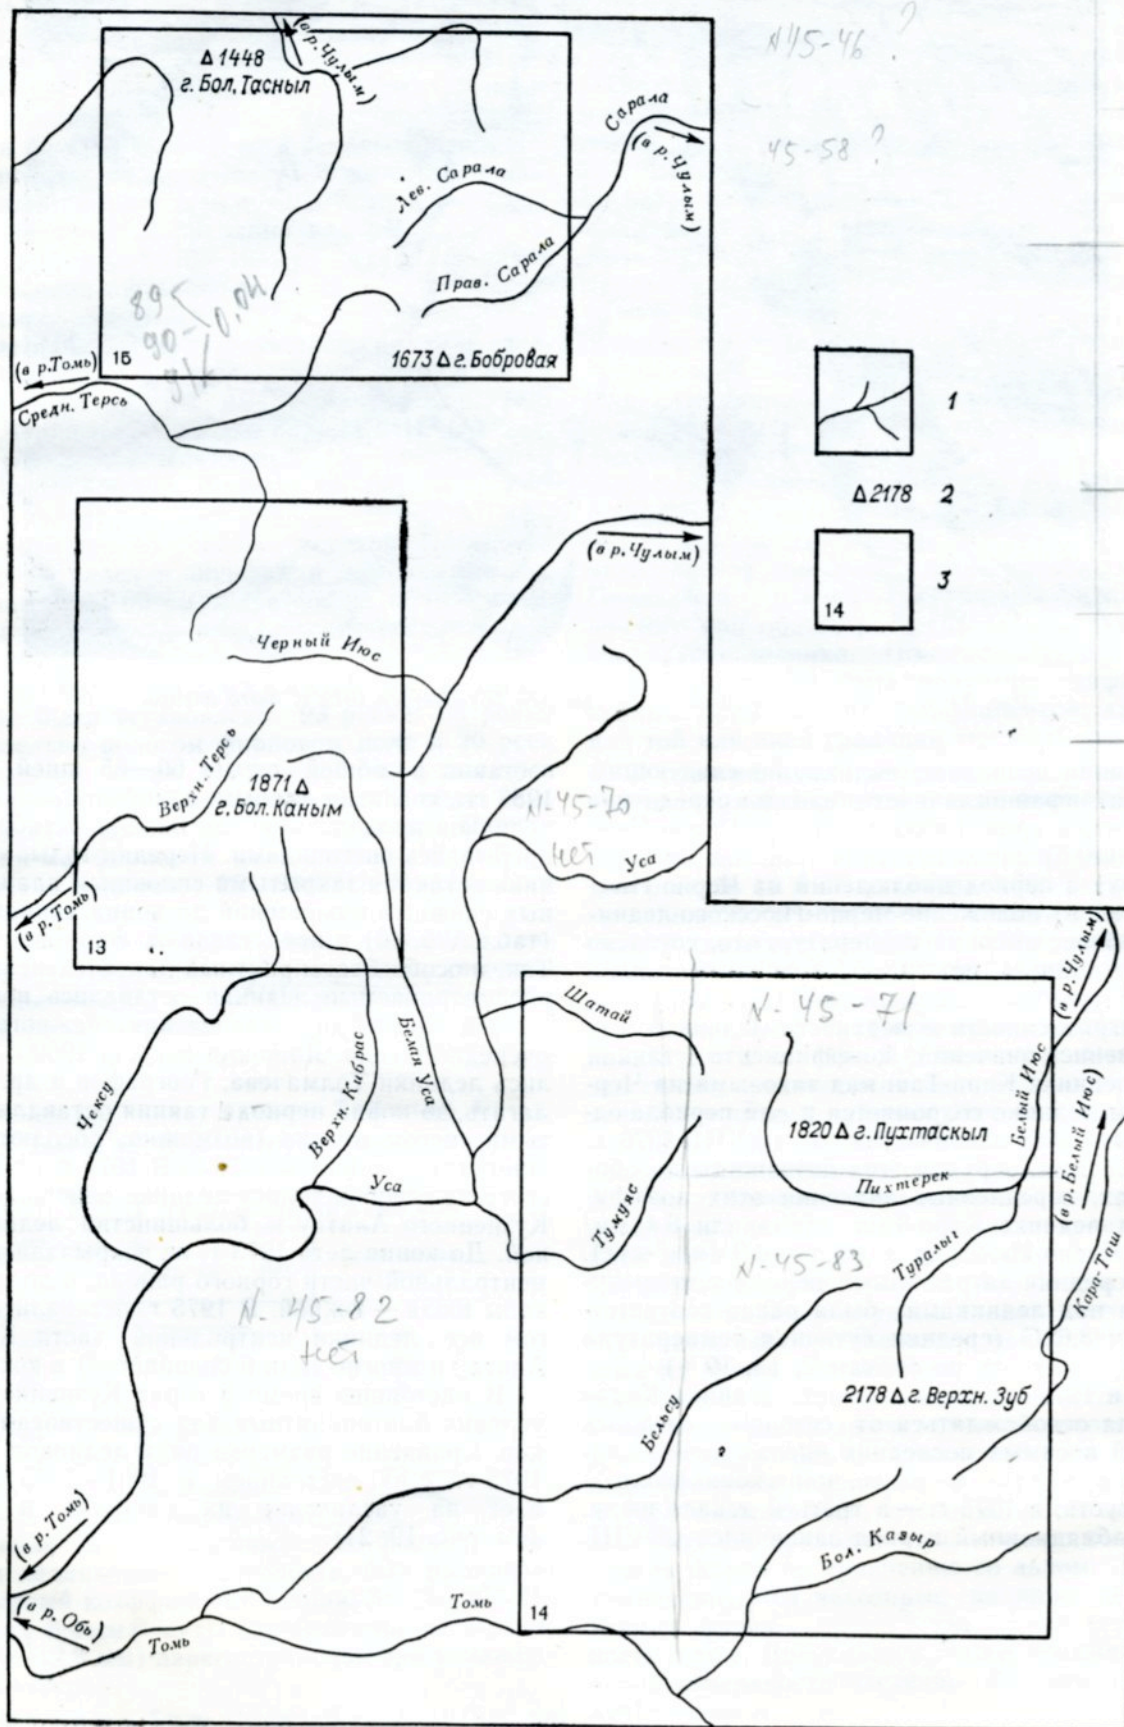 N45-46 ?
45-58 ?
Δ 1448
г. Бол. Тасныл
(в р. Чулым)
Сарала
(в р. Чулым)
Лев. Сарала
Прав. Сарала
(в р. Томь)
15
1673 Δ г. Бобровая
Средн. Терсь
1
Δ 2178 2
3
14
(в р. Чулым)
Черный Июс
Верхн. Терсь
1871 Δ
г. Бол. Каным
N-45-70
нет
Уса
(в р. Томь)
13
Шатай
N-45-71
(в р. Чулым)
Чексу
Верхн. Кибрас
Белая Уса
Белый Июс
1820 Δ г. Пухтаскыл
Пихтерек
(в р. Белый Июс)
Уса
Тумуяс
Туралыг
Кара-Таш
N-45-83
N-45-82
нет
2178 Δ г. Верхн. Зуб
Бельсу
(в р. Томь)
Бол. Казыр
(в р. Обь)
Томь
Томь
14